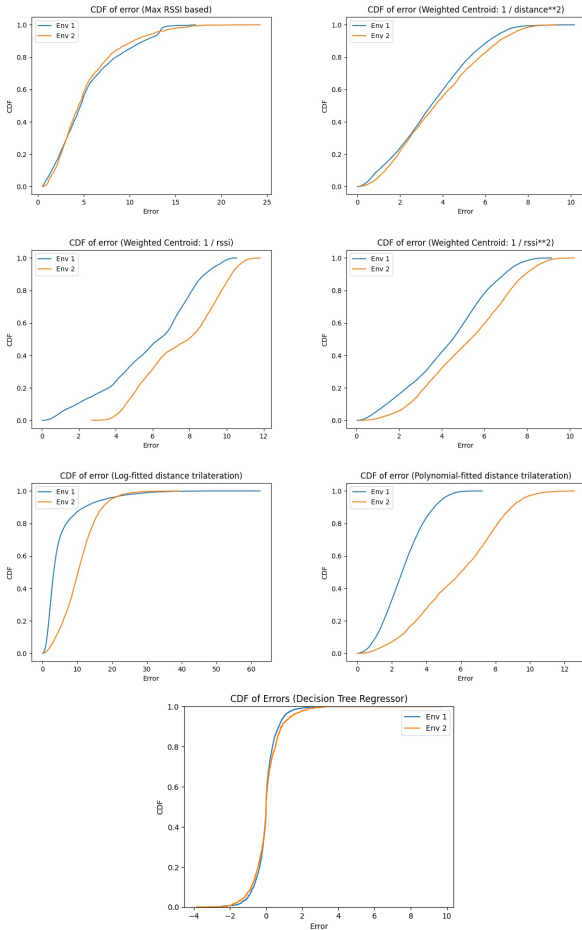 CDF of error (Max RSSI based)
Env 1
Env 2
CDF
1.0
0.8
0.6
0.4
0.2
0.0
0 5 10 15 20 25
Error
CDF of error (Weighted Centroid: 1 / distance**2)
Env 1
Env 2
CDF
1.0
0.8
0.6
0.4
0.2
0.0
0 2 4 6 8 10
Error
CDF of error (Weighted Centroid: 1 / rssi)
Env 1
Env 2
CDF
1.0
0.8
0.6
0.4
0.2
0.0
0 2 4 6 8 10 12
Error
CDF of error (Weighted Centroid: 1 / rssi**2)
Env 1
Env 2
CDF
1.0
0.8
0.6
0.4
0.2
0.0
0 2 4 6 8 10
Error
CDF of error (Log-fitted distance trilateration)
Env 1
Env 2
CDF
1.0
0.8
0.6
0.4
0.2
0.0
0 10 20 30 40 50 60
Error
CDF of error (Polynomial-fitted distance trilateration)
Env 1
Env 2
CDF
1.0
0.8
0.6
0.4
0.2
0.0
0 2 4 6 8 10 12
Error
CDF of Errors (Decision Tree Regressor)
Env 1
Env 2
CDF
1.0
0.8
0.6
0.4
0.2
0.0
−4 −2 0 2 4 6 8 10
Error